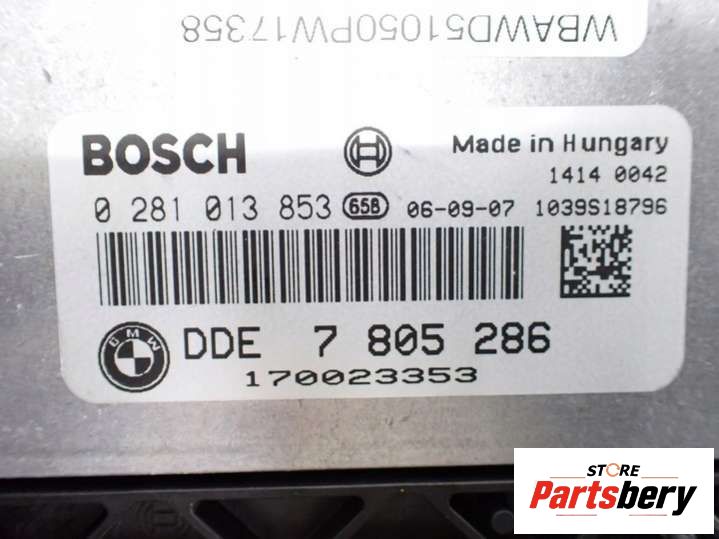 WBAWD51050PW17358
BOSCH
Made in Hungary
1414 0042
0 281 013 853 658 06-09-07 1039S18796
BMW DDE 7 805 286
170023353
STORE
Partsbery